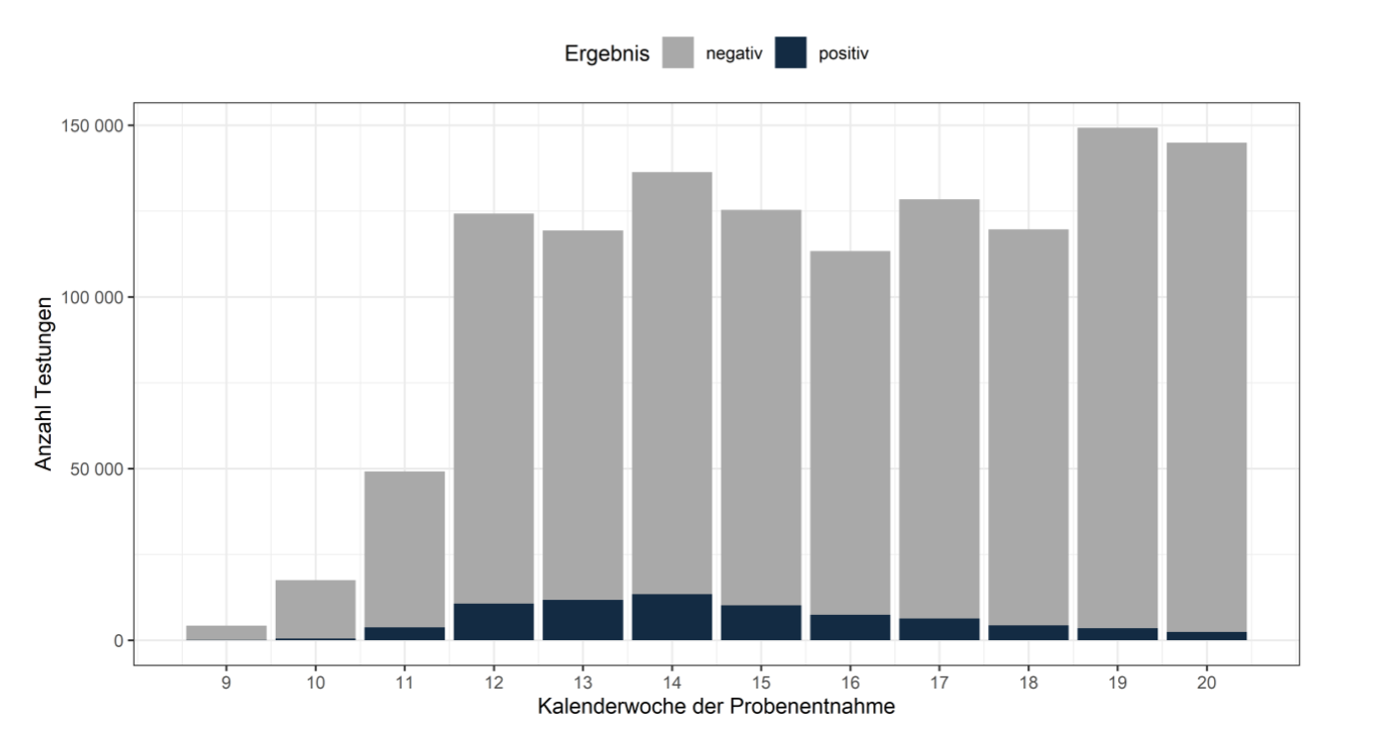 Ergebnis negativ positiv
150 000
100 000
50 000
0
Anzahl Testungen
9 10 11 12 13 14 15 16 17 18 19 20
Kalenderwoche der Probenentnahme